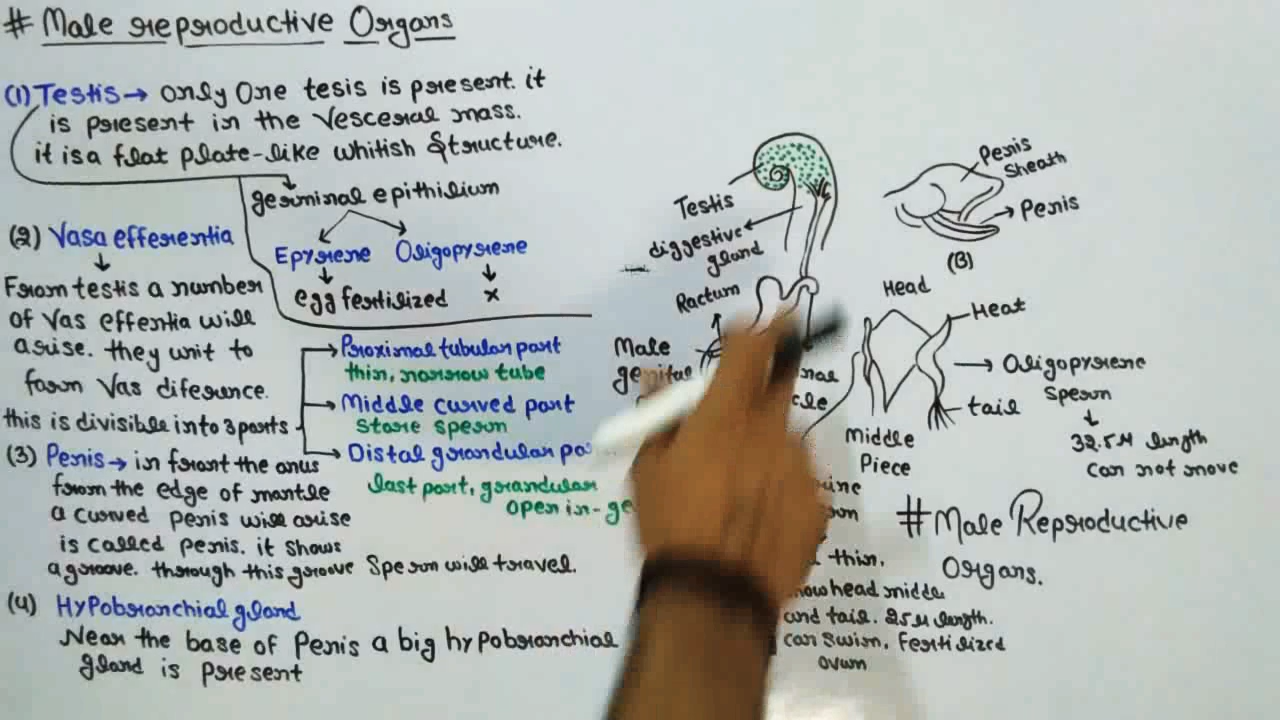 # Male reproductive Organs
(1) Testis → only One tesis is present. it
is present in the Vesceral mass.
it is a flat plate-like whitish Structure.
germinal epithilium
Epyrene Oligopyrene
egg fertilized x
(2) Vasa efferentia
From testis a number
of Vas effentia will
arise. they unit to
form Vas diference.
this is divisible into 3 parts
Proximal tubular part
thin, narrow tube
Middle curved part
Store sperm
Distal grandular
last part, grandular
open in-
(3) Penis → in forant the anus
from the edge of mantle
a curved penis will arise
is called penis. it shows
a groove. through this groove Sperm will travel.
(4) Hypobranchial gland
Near the base of Penis a big hypobranchial
gland is present
Testis
diggestive
gland
Ractum
Male
genital
Penis
Sheath
Penis
(B)
Head
Heat
Oligopyrene
Sperm
32.5 M length
can not move
tail
Middle
Piece
thin.
head middle
and tail. 25 M length.
can swim. Fertilized
ovum
# Male Reproductive
Organs.